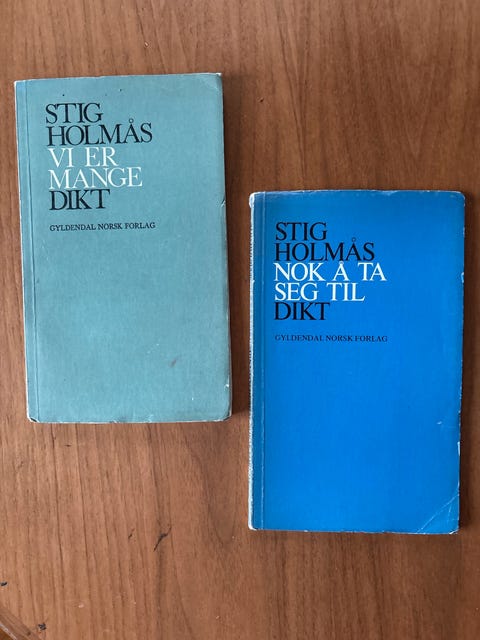 STIG
HOLMÅS
VI ER
MANGE
DIKT
GYLDENDAL NORSK FORLAG
STIG
HOLMÅS
NOK Å TA
SEG TIL
DIKT
GYLDENDAL NORSK FORLAG